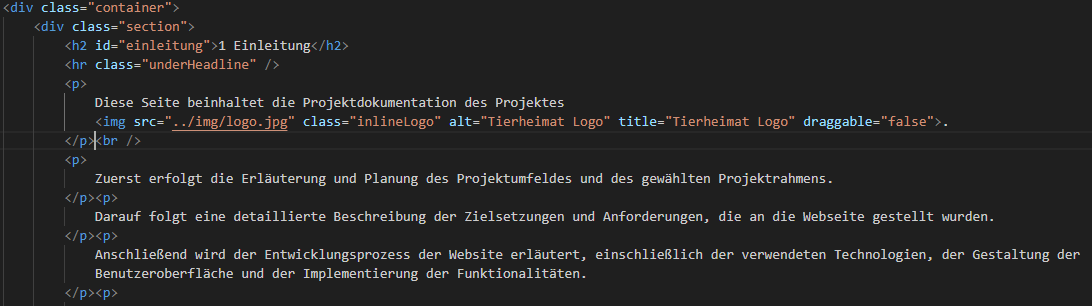 <div class="container">
<div class="section">
<h2 id="einleitung">1 Einleitung</h2>
<hr class="underHeadline" />
<p>
Diese Seite beinhaltet die Projektdokumentation des Projektes
<img src="../img/logo.jpg" class="inlineLogo" alt="Tierheimat Logo" title="Tierheimat Logo" draggable="false">.
</p><br />
<p>
Zuerst erfolgt die Erläuterung und Planung des Projektumfeldes und des gewählten Projektrahmens.
</p><p>
Darauf folgt eine detaillierte Beschreibung der Zielsetzungen und Anforderungen, die an die Webseite gestellt wurden.
</p><p>
Anschließend wird der Entwicklungsprozess der Website erläutert, einschließlich der verwendeten Technologien, der Gestaltung der
Benutzeroberfläche und der Implementierung der Funktionalitäten.
</p><p>